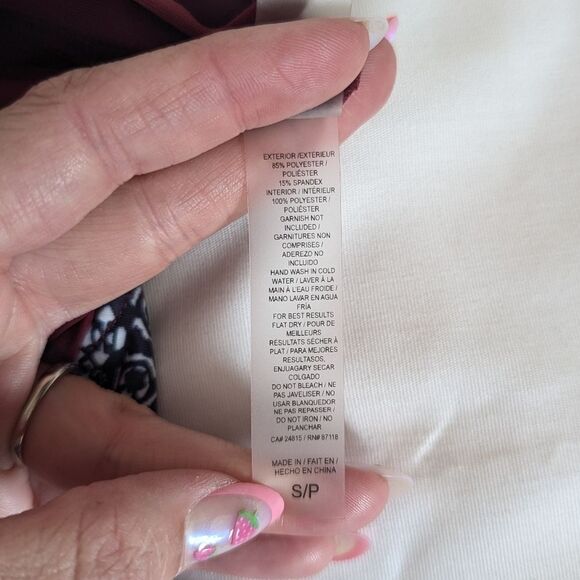 EXTERIOR /EXTÉRIEUR
85% POLYESTER /
POLIÉSTER
15% SPANDEX
INTERIOR / INTÉRIEUR
100% POLYESTER /
POLIÉSTER
GARNISH NOT
INCLUDED /
GARNITURES NON
COMPRISES /
ADEREZO NO
INCLUIDO
HAND WASH IN COLD
WATER / LAVER À LA
MAIN À L'EAU FROIDE /
MANO LAVAR EN AGUA
FRÍA
FOR BEST RESULTS
FLAT DRY / POUR DE
MEILLEURS
RÉSULTATS SÉCHER À
PLAT / PARA MEJORES
RESULTASOS,
ENJUAGARY SECAR
COLGADO
DO NOT BLEACH / NE
PAS JAVELISER / NO
USAR BLANQUEDOR
NE PAS REPASSER /
DO NOT IRON / NO
PLANCHAR
CA# 24815 / RN# 87118
MADE IN / FAIT EN /
HECHO EN CHINA
S/P